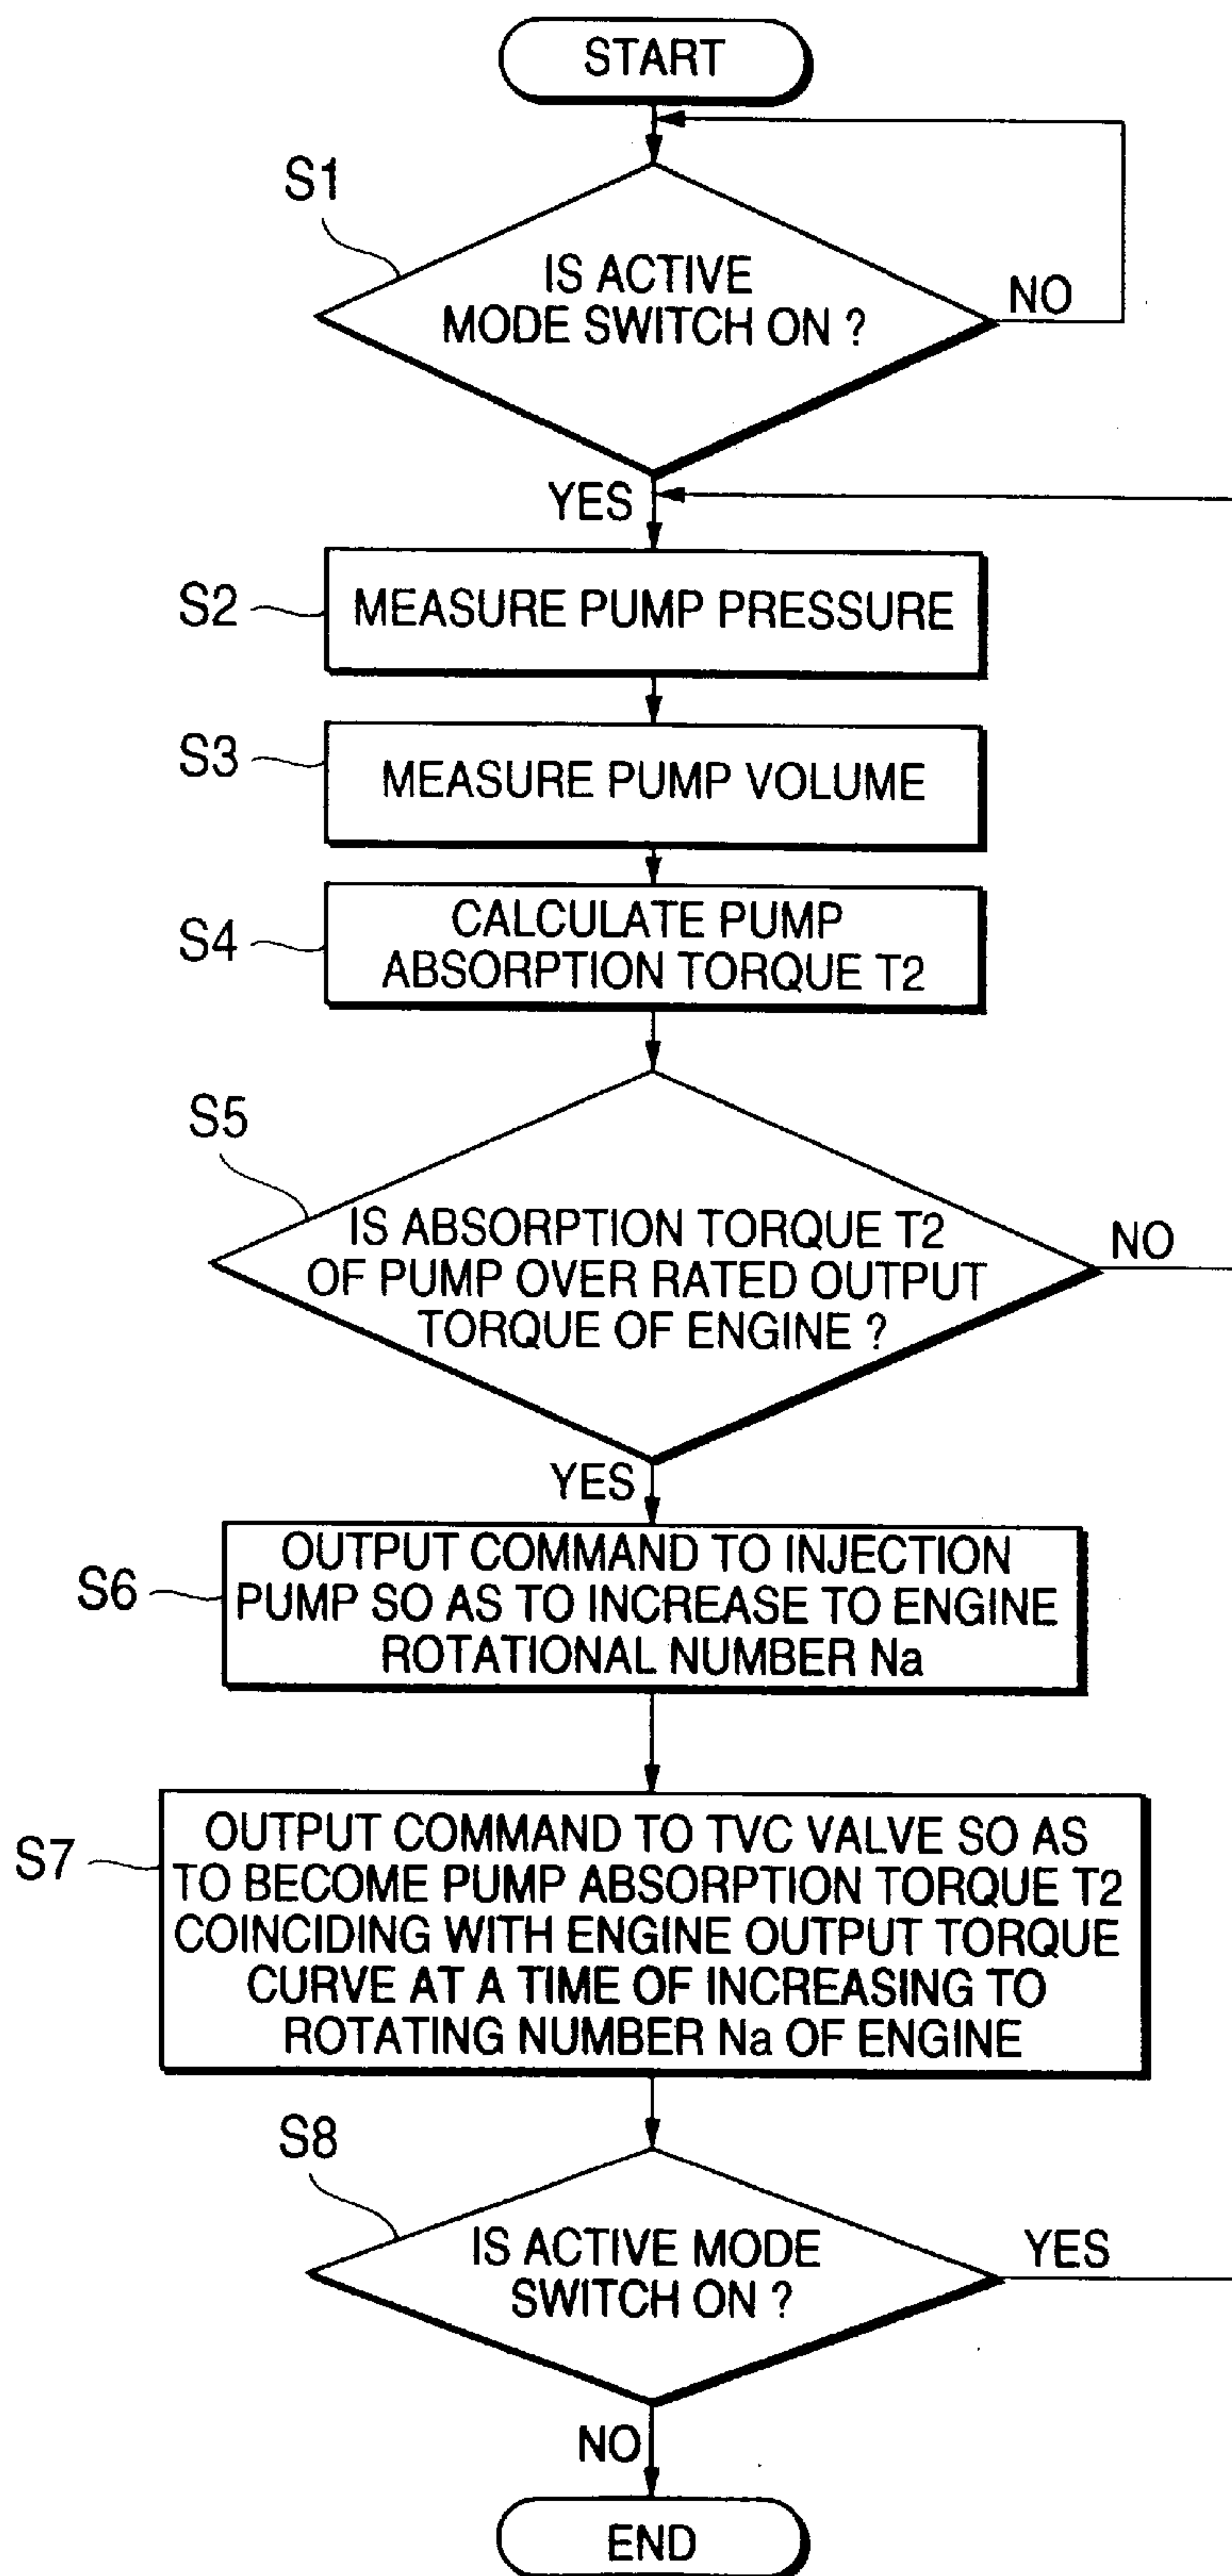 START
S1
IS ACTIVE
MODE SWITCH ON ?
NO
YES
S2
MEASURE PUMP PRESSURE
S3
MEASURE PUMP VOLUME
S4
CALCULATE PUMP
ABSORPTION TORQUE T2
S5
IS ABSORPTION TORQUE T2
OF PUMP OVER RATED OUTPUT
TORQUE OF ENGINE ?
NO
YES
S6
OUTPUT COMMAND TO INJECTION
PUMP SO AS TO INCREASE TO ENGINE
ROTATIONAL NUMBER Na
S7
OUTPUT COMMAND TO TVC VALVE SO AS
TO BECOME PUMP ABSORPTION TORQUE T2
COINCIDING WITH ENGINE OUTPUT TORQUE
CURVE AT A TIME OF INCREASING TO
ROTATING NUMBER Na OF ENGINE
S8
IS ACTIVE MODE
SWITCH ON ?
YES
NO
END